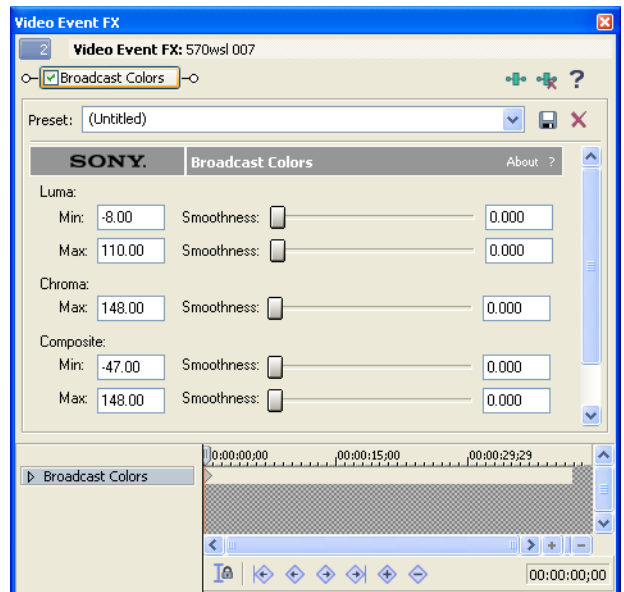 Video Event FX
2 Video Event FX: 570wsl 007
Broadcast Colors ?
Preset: (Untitled)
SONY. Broadcast Colors About ?
Luma:
Min: -8.00 Smoothness: 0.000
Max: 110.00 Smoothness: 0.000
Chroma:
Max: 148.00 Smoothness: 0.000
Composite:
Min: -47.00 Smoothness: 0.000
Max: 148.00 Smoothness: 0.000
0:00:00;00 00:00:15;00 00:00:29;29
Broadcast Colors
00:00:00;00